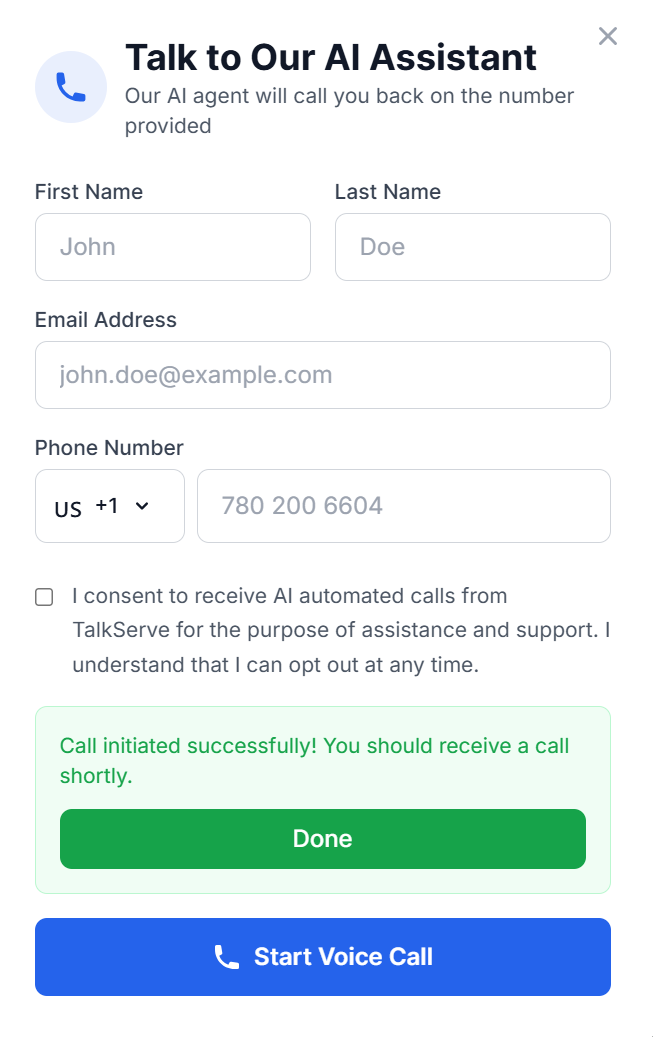 Talk to Our AI Assistant
Our AI agent will call you back on the number
provided
First Name
Last Name
John
Doe
Email Address
john.doe@example.com
Phone Number
US +1
780 200 6604
I consent to receive AI automated calls from
TalkServe for the purpose of assistance and support. I
understand that I can opt out at any time.
Call initiated successfully! You should receive a call
shortly.
Done
Start Voice Call